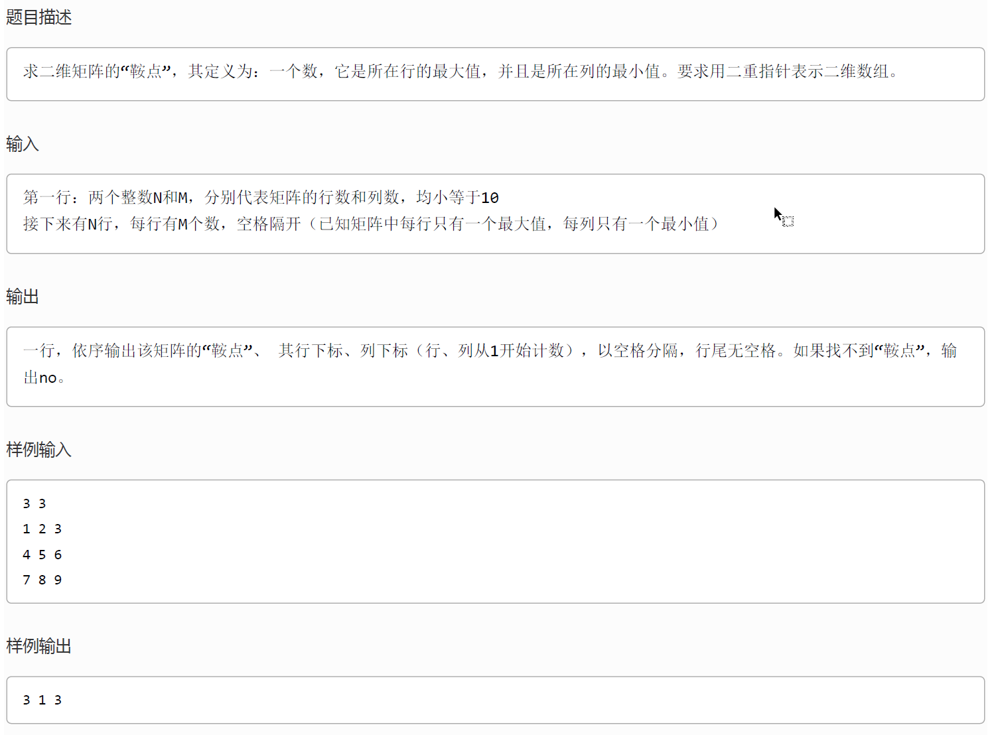 题目描述
求二维矩阵的“鞍点”，其定义为：一个数，它是所在行的最大值，并且是所在列的最小值。要求用二重指针表示二维数组。
输入
第一行：两个整数N和M，分别代表矩阵的行数和列数，均小等于10
接下来有N行，每行有M个数，空格隔开（已知矩阵中每行只有一个最大值，每列只有一个最小值）
输出
一行，依序输出该矩阵的“鞍点”、 其行下标、列下标（行、列从1开始计数），以空格分隔，行尾无空格。如果找不到“鞍点”，输
出no。
样例输入
3 3
1 2 3
4 5 6
7 8 9
样例输出
3 1 3